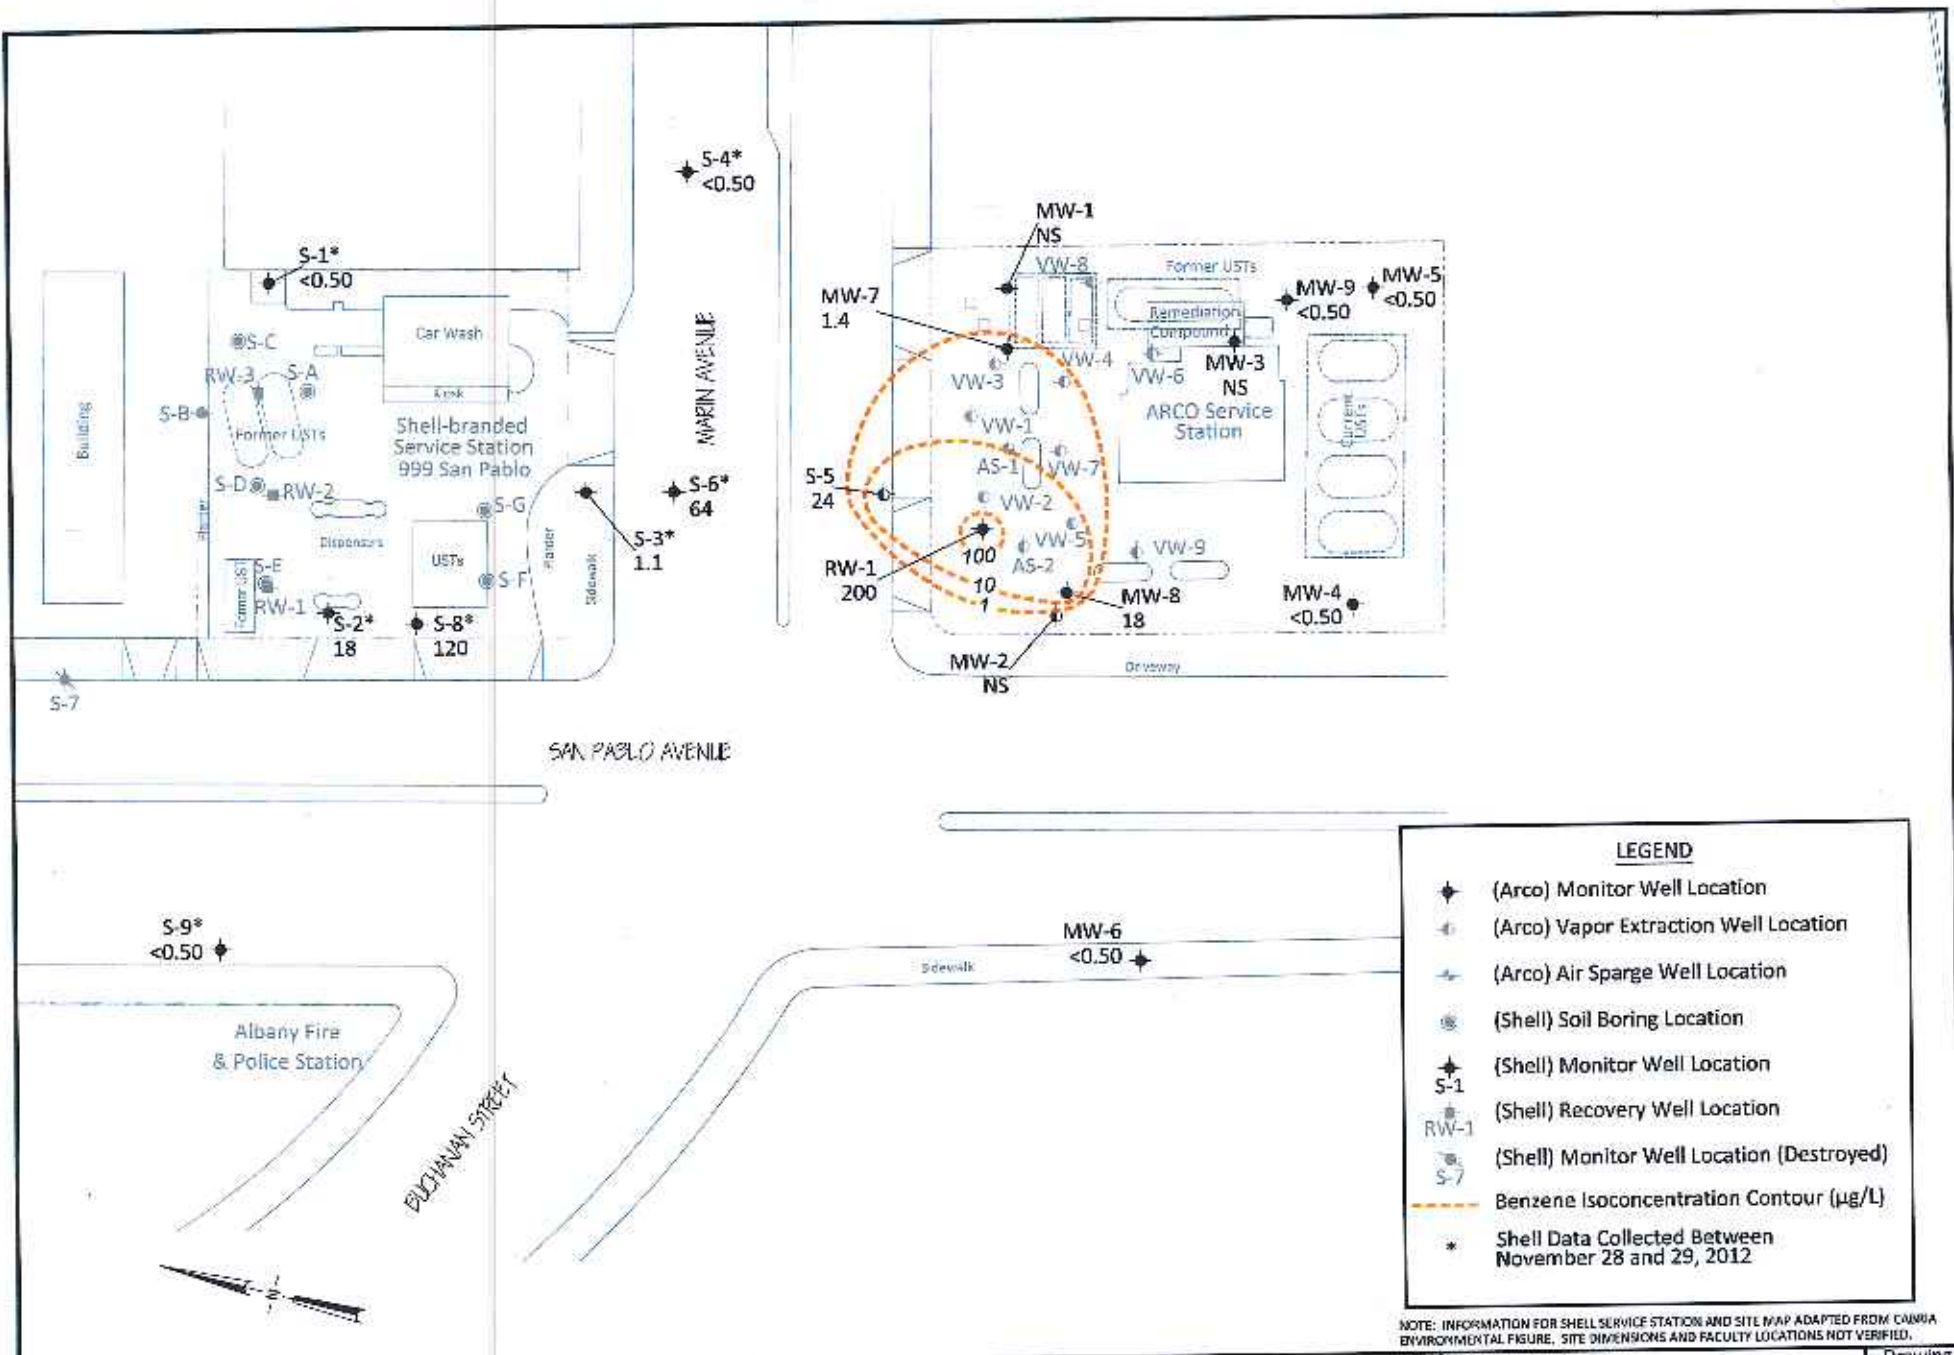 S-4*
<0.50
S-1*
<0.50
MW-1
NS
VW-8
Former USTs
MW-9
<0.50
MW-5
<0.50
MW-7
1.4
Remediation
Compound
Car Wash
MARIN AVENUE
S-C
RW-3
S-A
S-B
Former USTs
Kiosk
Building
Shell-branded
Service Station
999 San Pablo
VW-3
VW-4
VW-6
MW-3
NS
ARCO Service
Station
Current
USTs
VW-1
AS-1
VW-7
S-5
24
VW-2
S-D
RW-2
S-G
S-6*
64
S-3*
1.1
Planter
Dispensers
USTs
Planter
Sidewalk
S-F
S-E
Former UST
RW-1
S-2*
18
S-8*
120
RW-1
200
100
10
1
VW-5
AS-2
VW-9
MW-8
18
MW-4
<0.50
MW-2
NS
Driveway
S-7
SAN PABLO AVENUE
S-9*
<0.50
MW-6
<0.50
Sidewalk
Albany Fire
& Police Station
BUCHANAN STREET
N
LEGEND
(Arco) Monitor Well Location
(Arco) Vapor Extraction Well Location
(Arco) Air Sparge Well Location
(Shell) Soil Boring Location
(Shell) Monitor Well Location
S-1
(Shell) Recovery Well Location
RW-1
(Shell) Monitor Well Location (Destroyed)
S-7
Benzene Isoconcentration Contour (µg/L)
* Shell Data Collected Between
November 28 and 29, 2012
NOTE: INFORMATION FOR SHELL SERVICE STATION AND SITE MAP ADAPTED FROM CAMBRIA
ENVIRONMENTAL FIGURE. SITE DIMENSIONS AND FACILITY LOCATIONS NOT VERIFIED.
Drawing